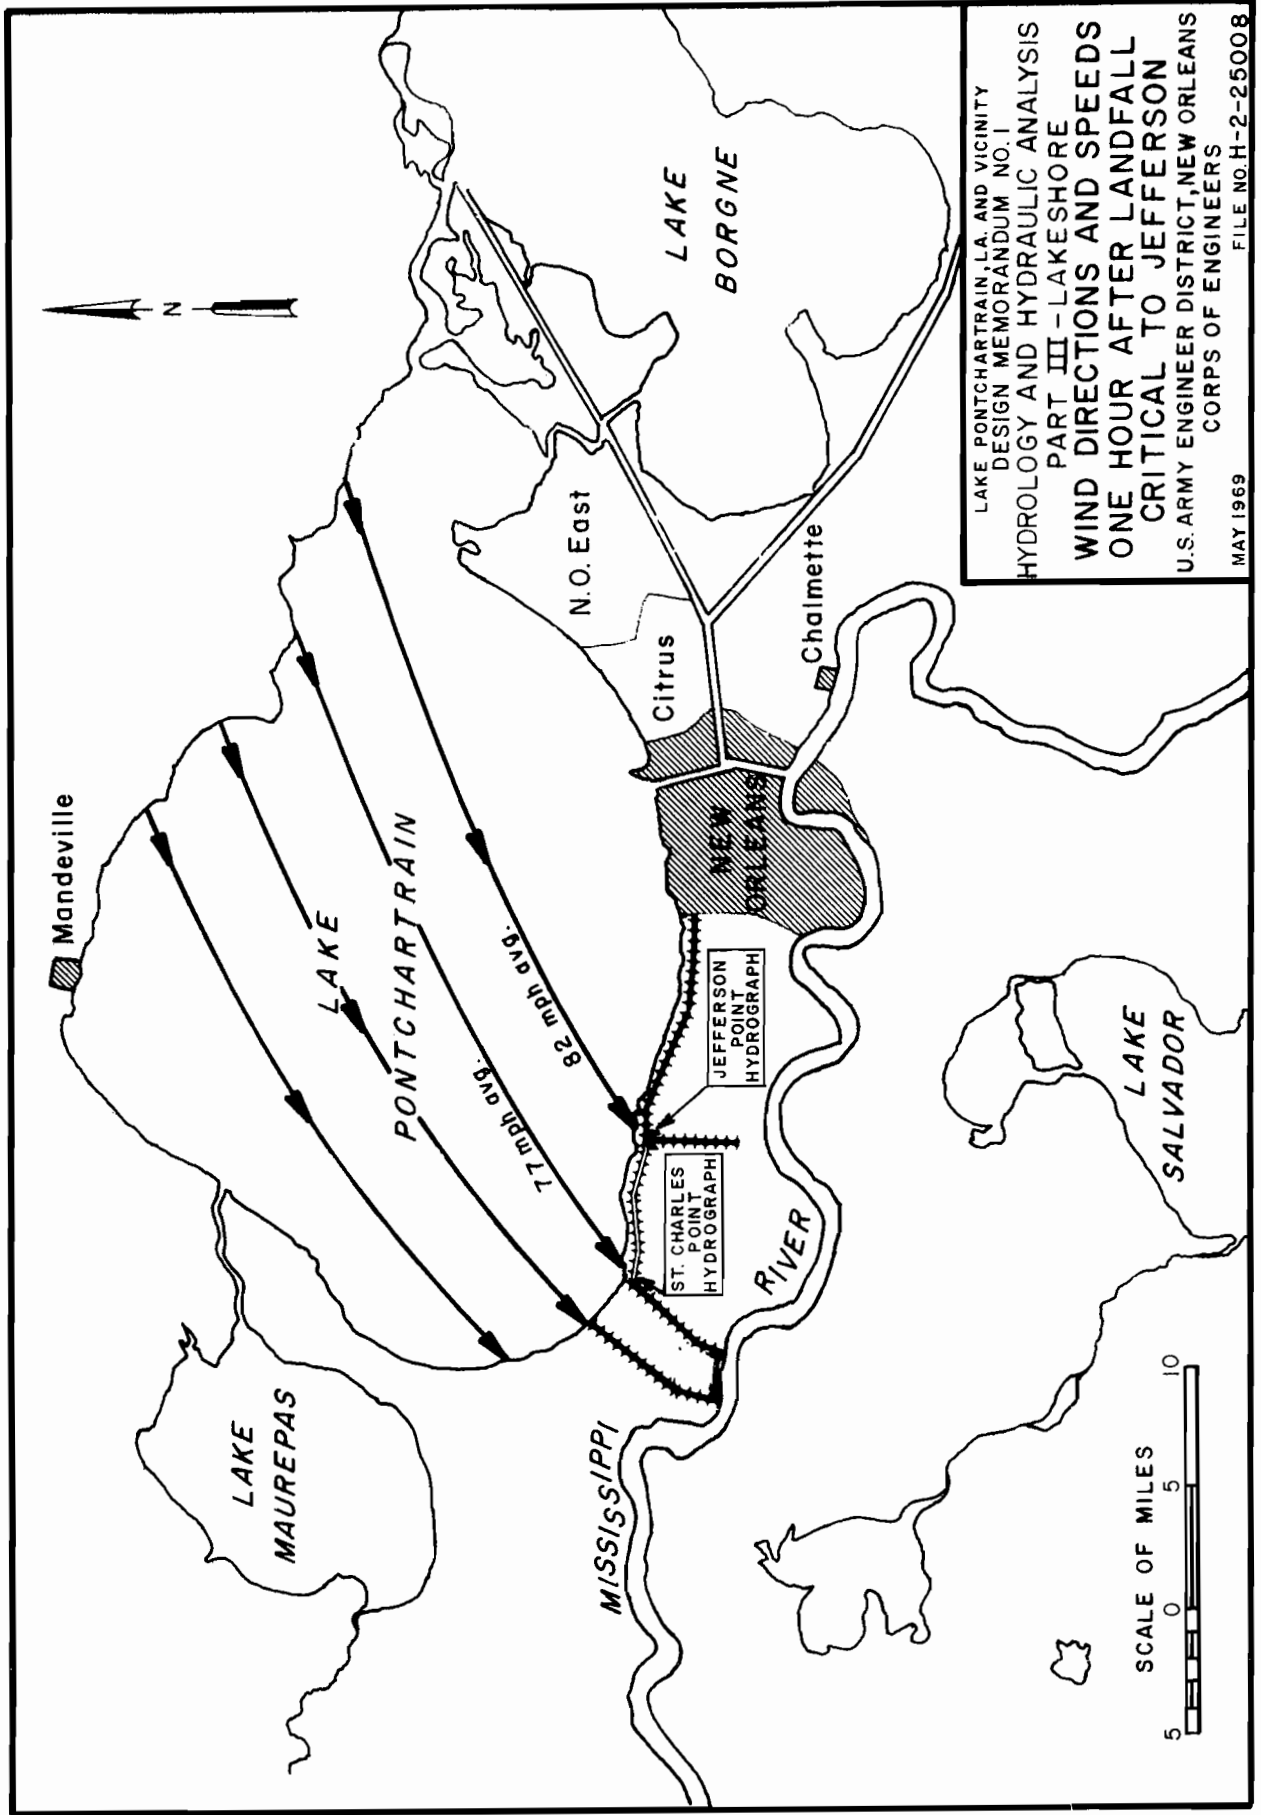 Mandeville
LAKE
PONTCHARTRAIN
LAKE
MAUREPAS
N
82 mph avg.
77 mph avg.
N.O. East
Citrus
LAKE
BORGNE
NEW
ORLEANS
Chalmette
JEFFERSON
POINT
HYDROGRAPH
ST. CHARLES
POINT
HYDROGRAPH
MISSISSIPPI
RIVER
LAKE
SALVADOR
SCALE OF MILES
5 0 5 10
LAKE PONTCHARTRAIN, LA. AND VICINITY
DESIGN MEMORANDUM NO. 1
HYDROLOGY AND HYDRAULIC ANALYSIS
PART III - LAKESHORE
WIND DIRECTIONS AND SPEEDS
ONE HOUR AFTER LANDFALL
CRITICAL TO JEFFERSON
U.S. ARMY ENGINEER DISTRICT, NEW ORLEANS
CORPS OF ENGINEERS
MAY 1969 FILE NO. H-2-25008